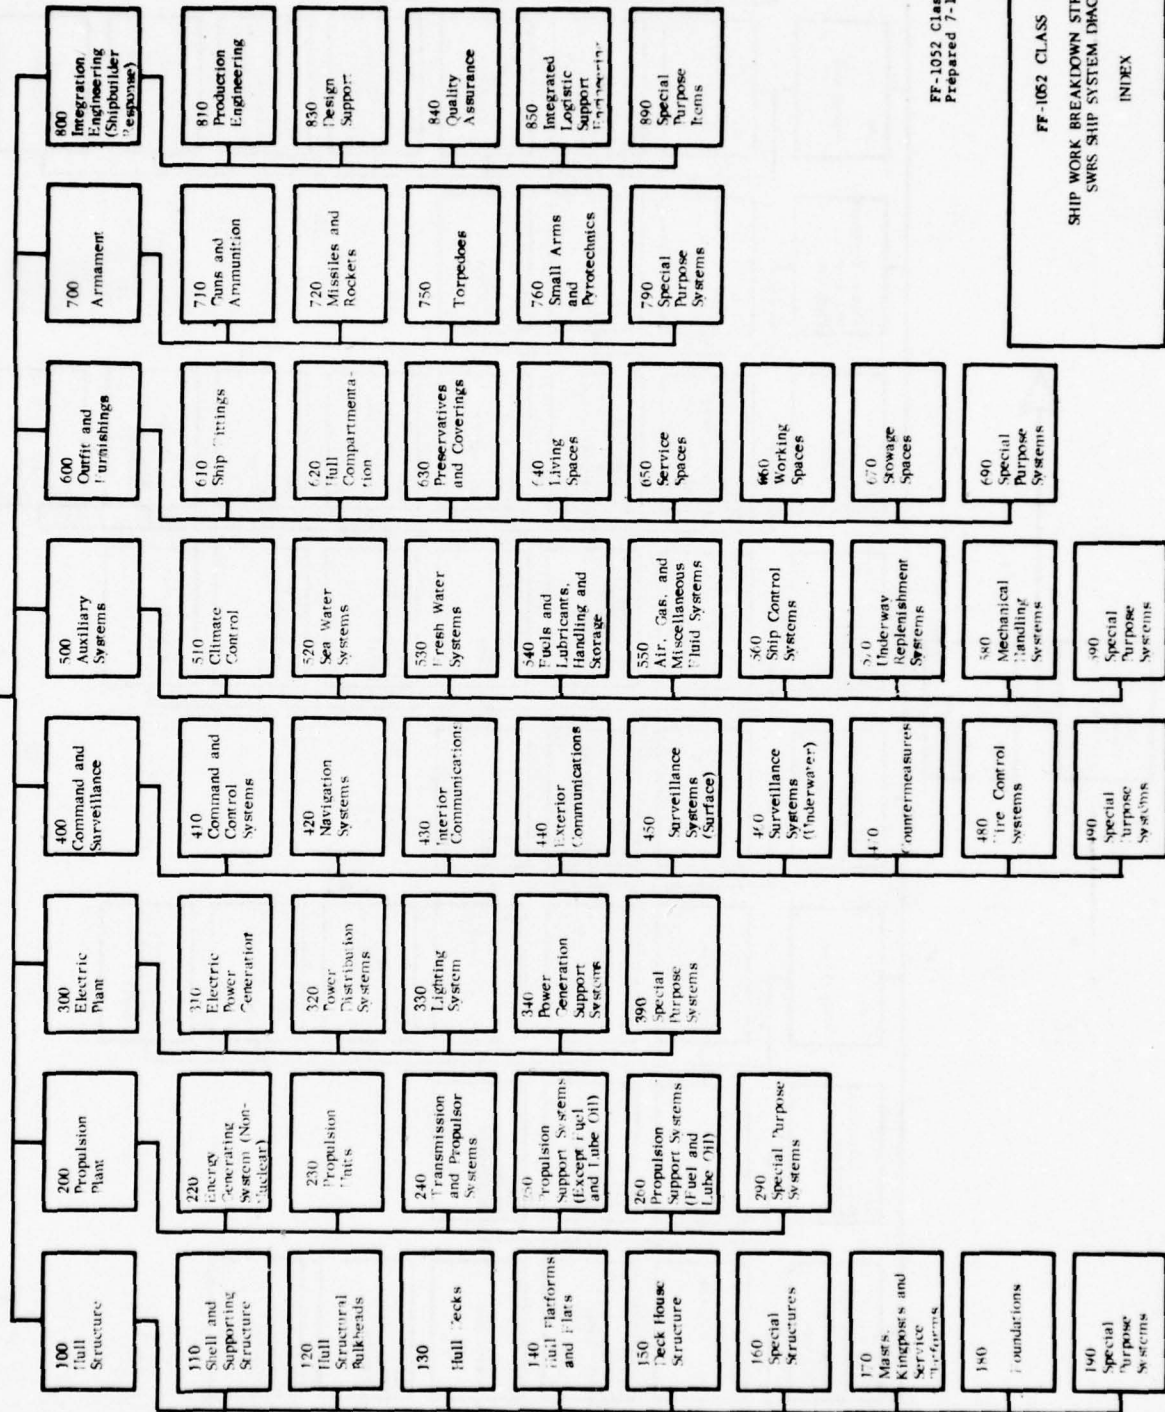 100
Hull
Structure
110
Shell and
Supporting
Structure
120
Hull
Structural
Bulkheads
130
Hull Decks
140
Hull Platforms
and Flats
150
Deck House
Structure
160
Special
Structures
170
Masts,
Kingposts and
Service
Platforms
180
Foundations
190
Special
Purpose
Systems
200
Propulsion
Plant
220
Energy
Generating
System (Non-
Nuclear)
230
Propulsion
Units
240
Transmission
and Propulsor
Systems
250
Propulsion
Support Systems
(Except Fuel
and Lube Oil)
260
Propulsion
Support Systems
(Fuel and
Lube Oil)
290
Special Purpose
Systems
300
Electric
Plant
310
Electric
Power
Generation
320
Power
Distribution
Systems
330
Lighting
System
340
Power
Generation
Support
Systems
390
Special
Purpose
Systems
400
Command and
Surveillance
410
Command and
Control
Systems
420
Navigation
Systems
430
Interior
Communications
440
Exterior
Communications
450
Surveillance
Systems
(Surface)
460
Surveillance
Systems
(Underwater)
470
Countermeasures
480
Fire Control
Systems
490
Special
Purpose
Systems
500
Auxiliary
Systems
510
Climate
Control
520
Sea Water
Systems
530
Fresh Water
Systems
540
Fuels and
Lubricants,
Handling and
Storage
550
Air, Gas, and
Miscellaneous
Fluid Systems
560
Ship Control
Systems
570
Underway
Replenishment
Systems
580
Mechanical
Handling
Systems
590
Special
Purpose
Systems
600
Outfit and
Furnishings
610
Ship Fittings
620
Hull
Compartmenta-
tion
630
Preservatives
and Coverings
640
Living
Spaces
650
Service
Spaces
660
Working
Spaces
670
Stowage
Spaces
690
Special
Purpose
Systems
700
Armament
710
Guns and
Ammunition
720
Missiles and
Rockets
750
Torpedoes
760
Small Arms
and
Pyrotechnics
790
Special
Purpose
Systems
800
Integration/
Engineering
(Shipbuilder
Response)
810
Production
Engineering
830
Design
Support
840
Quality
Assurance
850
Integrated
Logistic
Support
Engineering
890
Special
Purpose
Items
FF-1052
Prepared
FF-1052 CLASS
SHIP WORK BREAKDOWN
SWBS SHIP SYSTEM
INDEX